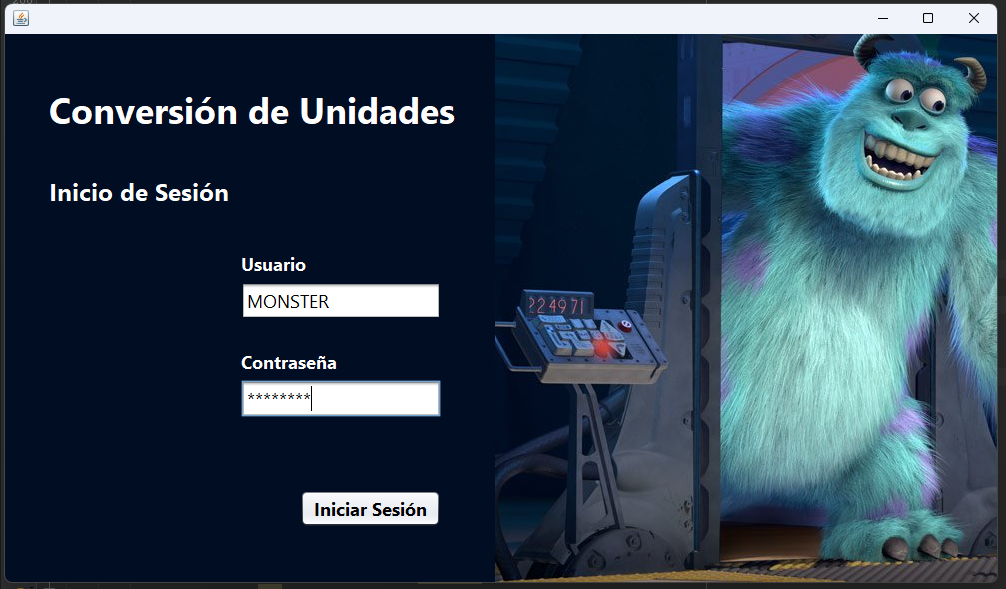 Conversión de Unidades
Inicio de Sesión
Usuario
MONSTER
Contraseña
********
Iniciar Sesión
224971